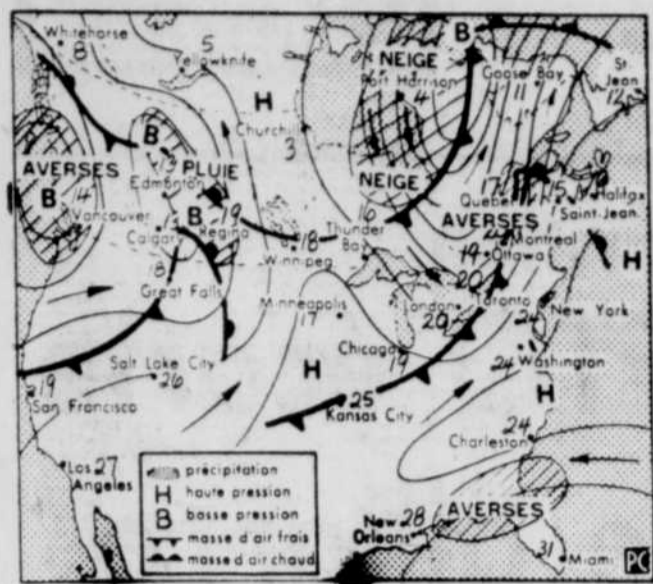 Whitehorse
8
5
Yellowknife
B
NEIGE
Port Harrison
4
Goose Bay
11
St
Jean
12
H
Churchill
3
B
AVERSES
13
PLUIE
Edmonton
B
14
Vancouver
B
19
Regina
Calgary
NEIGE
16
Thunder
Bay
18
Winnipeg
17
Quebec
15
Halifax
Saint-Jean
AVERSES
Montreal
19
Ottawa
H
18
Great Falls
Minneapolis
17
London
20
20
Toronto
New York
24
Chicago
19
24
Washington
Salt Lake City
26
H
H
19
San Francisco
25
Kansas City
24
Charleston
Los 27
Angeles
précipitation
H haute pression
B basse pression
masse d'air frais
masse d'air chaud
AVERSES
New 28
Orleans
31
Miami
PC